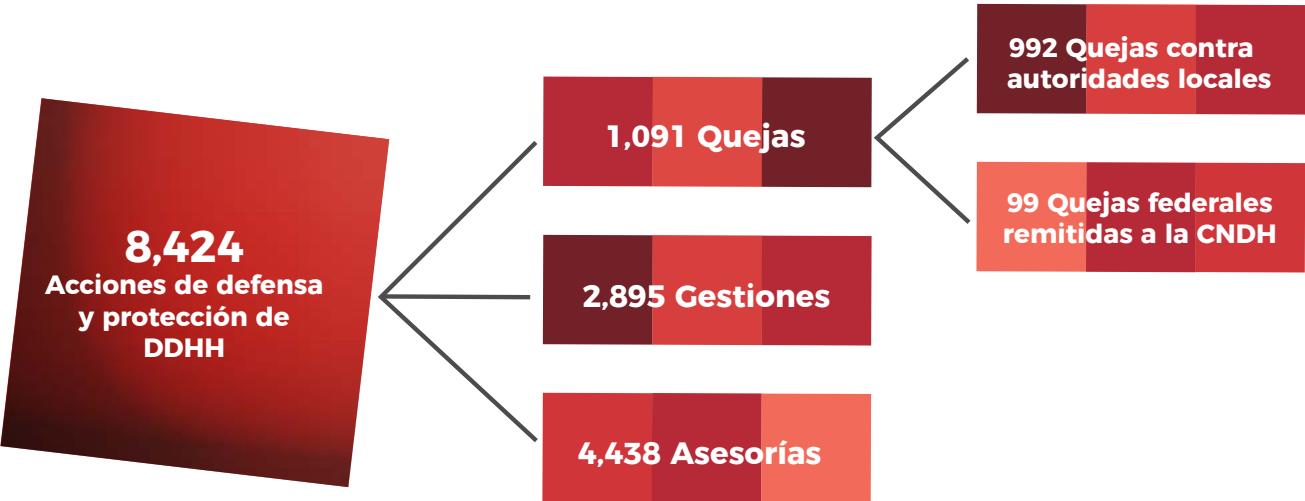 8,424
Acciones de defensa
y protección de
DDHH
1,091 Quejas
2,895 Gestiones
4,438 Asesorías
992 Quejas contra
autoridades locales
99 Quejas federales
remitidas a la CNDH